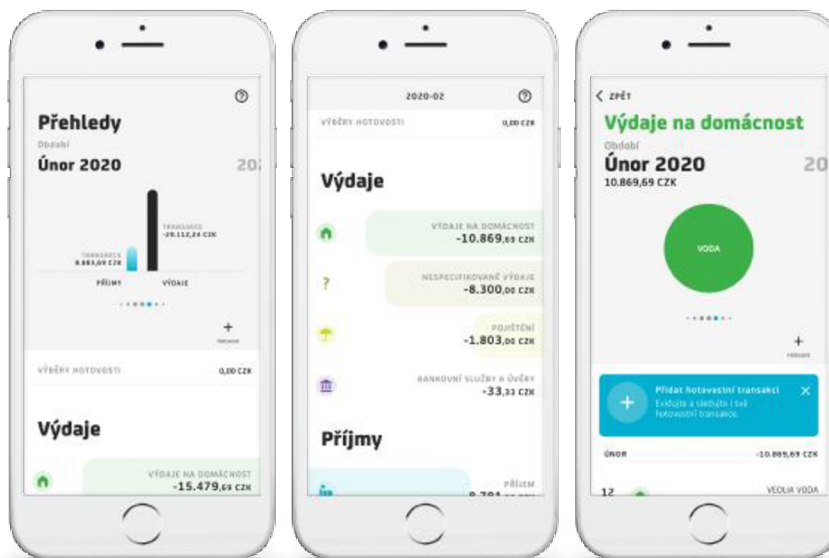 Přehledy
Období
Únor 2020
202
TRANSAKCE
-29.112,24 CZK
TRANSAKCE
PŘÍJMY
VÝDAJE
+
VÝBĚRY HOTOVOSTI
0,00 CZK
Výdaje
VÝDAJE NA DOMÁCNOST
-15.479,69 CZK
2020-02
VÝBĚRY HOTOVOSTI
0,00 CZK
Výdaje
VÝDAJE NA DOMÁCNOST
-10.869,69 CZK
?
NESPECIFIKOVANÉ VÝDAJE
-8.300,00 CZK
POJIŠTĚNÍ
-1.803,00 CZK
BANKOVNÍ SLUŽBY A ÚVĚRY
-33,33 CZK
Příjmy
PŘÍJEM
ZPĚT
Výdaje na domácnost
Období
Únor 2020
20
10.869,69 CZK
VODA
+
Přidat hotovostní transakci
Evidujte a sledujte i své
hotovostní transakce.
ÚNOR
-10.869,69 CZK
12
VEOLIA VODA